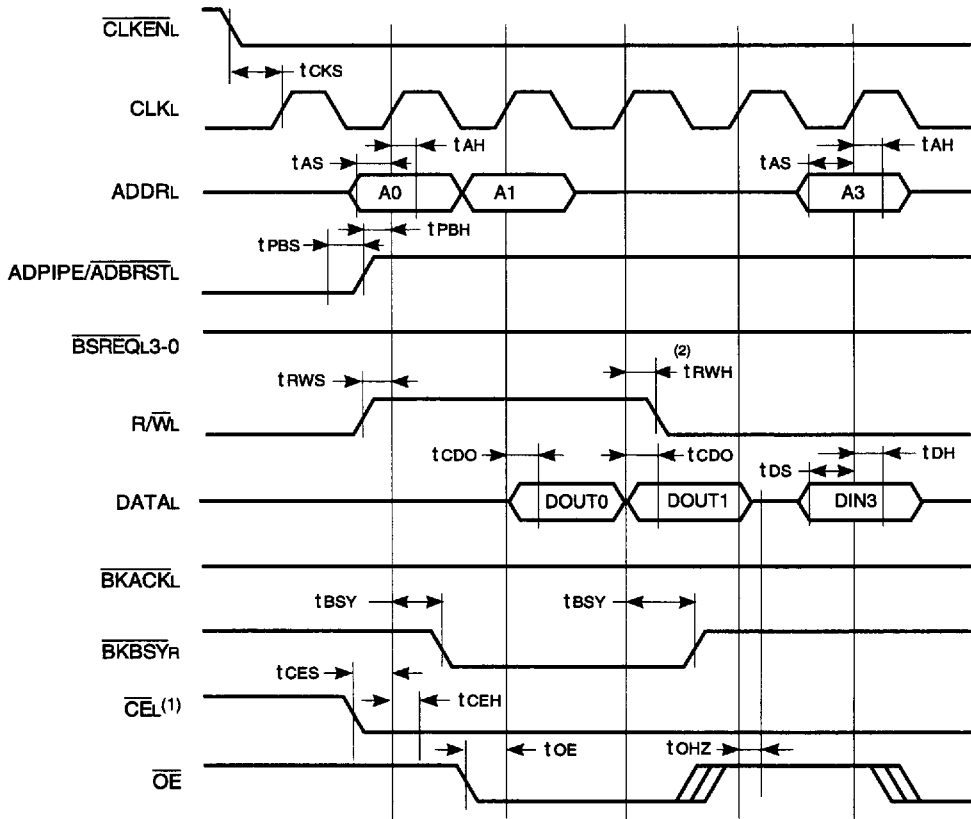 CLKENL
tCKS
CLKL
tAS
tAH
tAS
tAH
ADDRL
A0
A1
A3
tPBS
tPBH
ADPIPE/ADBRSTL
BSREQL3-0
(2)
tRWS
tRWH
R/WL
tCDO
tCDO
tDS
tDH
DATAL
DOUT0
DOUT1
DIN3
BKACKL
tBSY
tBSY
BKBSYR
tCES
tCEH
CEL(1)
tOE
tOHZ
OE